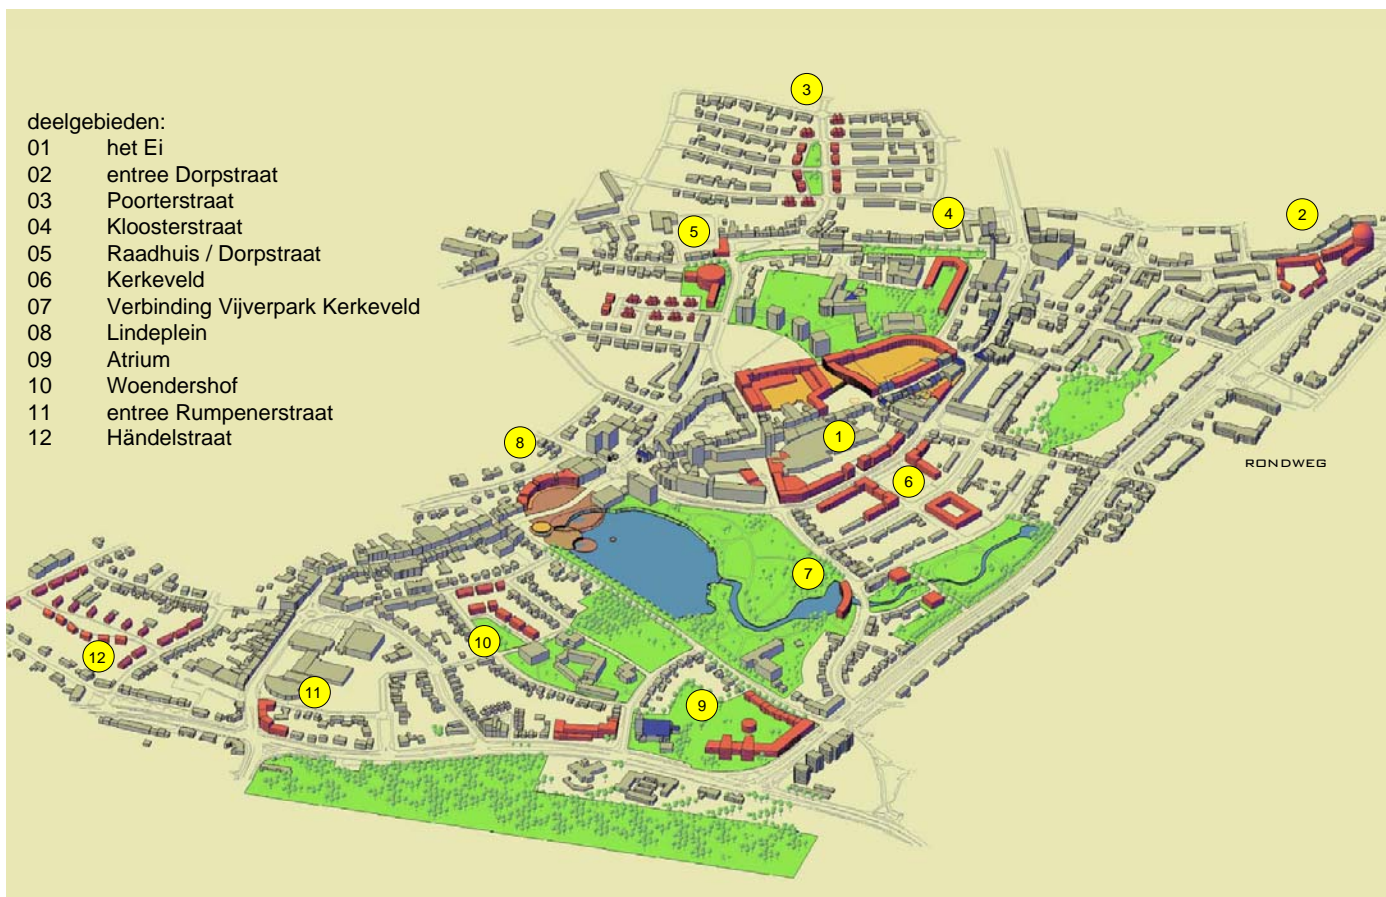 deelgebieden:
01 het Ei
02 entree Dorpstraat
03 Poorterstraat
04 Kloosterstraat
05 Raadhuis / Dorpstraat
06 Kerkeveld
07 Verbinding Vijverpark Kerkeveld
08 Lindeplein
09 Atrium
10 Woendershof
11 entree Rumpenerstraat
12 Händelstraat
3
2
4
5
1
8
RONDWEG
6
7
10
12
11
9